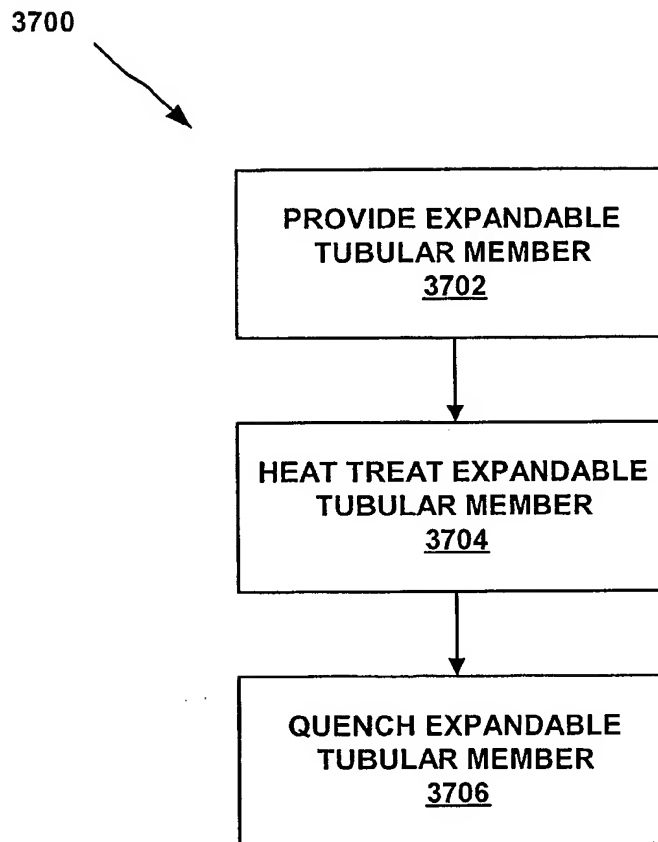 3700
PROVIDE EXPANDABLE
TUBULAR MEMBER
3702
HEAT TREAT EXPANDABLE
TUBULAR MEMBER
3704
QUENCH EXPANDABLE
TUBULAR MEMBER
3706